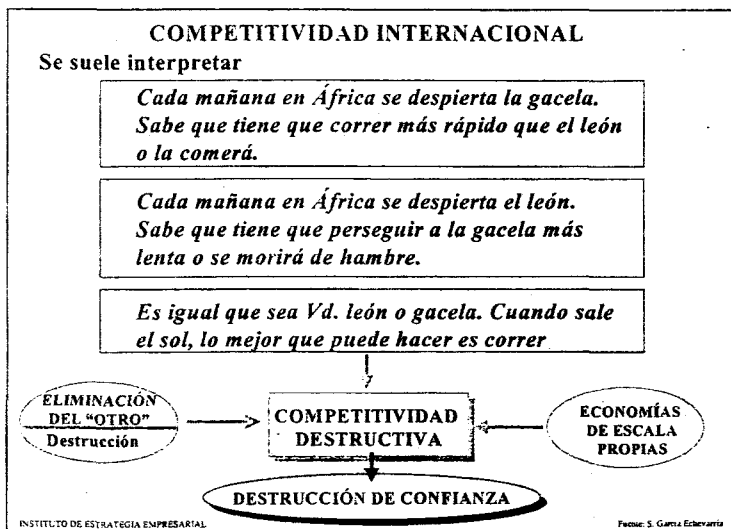 COMPETITIVIDAD INTERNACIONAL
Se suele interpretar
Cada mañana en África se despierta la gacela.
Sabe que tiene que correr más rápido que el león
o la comerá.
Cada mañana en África se despierta el león.
Sabe que tiene que perseguir a la gacela más
lenta o se morirá de hambre.
Es igual que sea Vd. león o gacela. Cuando sale
el sol, lo mejor que puede hacer es correr
ELIMINACIÓN
DEL "OTRO"
Destrucción
COMPETITIVIDAD
DESTRUCTIVA
ECONOMÍAS
DE ESCALA
PROPIAS
DESTRUCCIÓN DE CONFIANZA
INSTITUTO DE ESTRATEGIA EMPRESARIAL
Fuente: S. García Echevarría